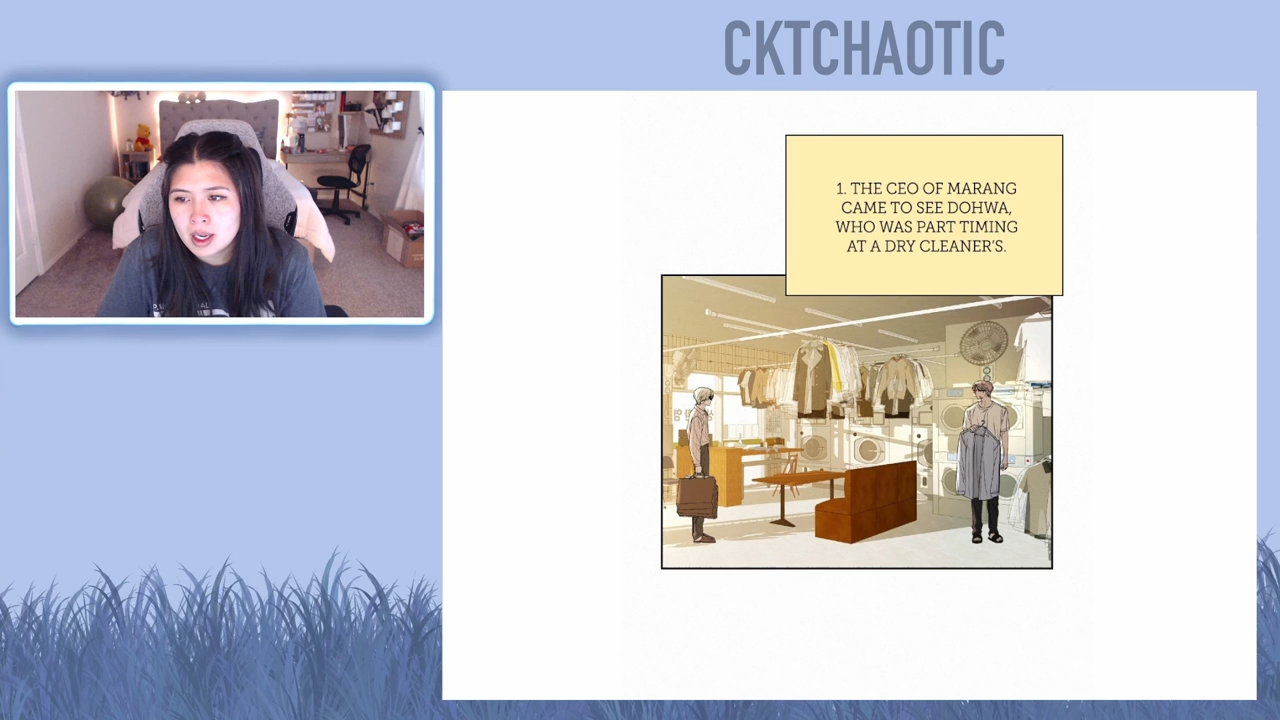 CKTCHAOTIC
1. THE CEO OF MARANG
CAME TO SEE DOHWA,
WHO WAS PART TIMING
AT A DRY CLEANER'S.